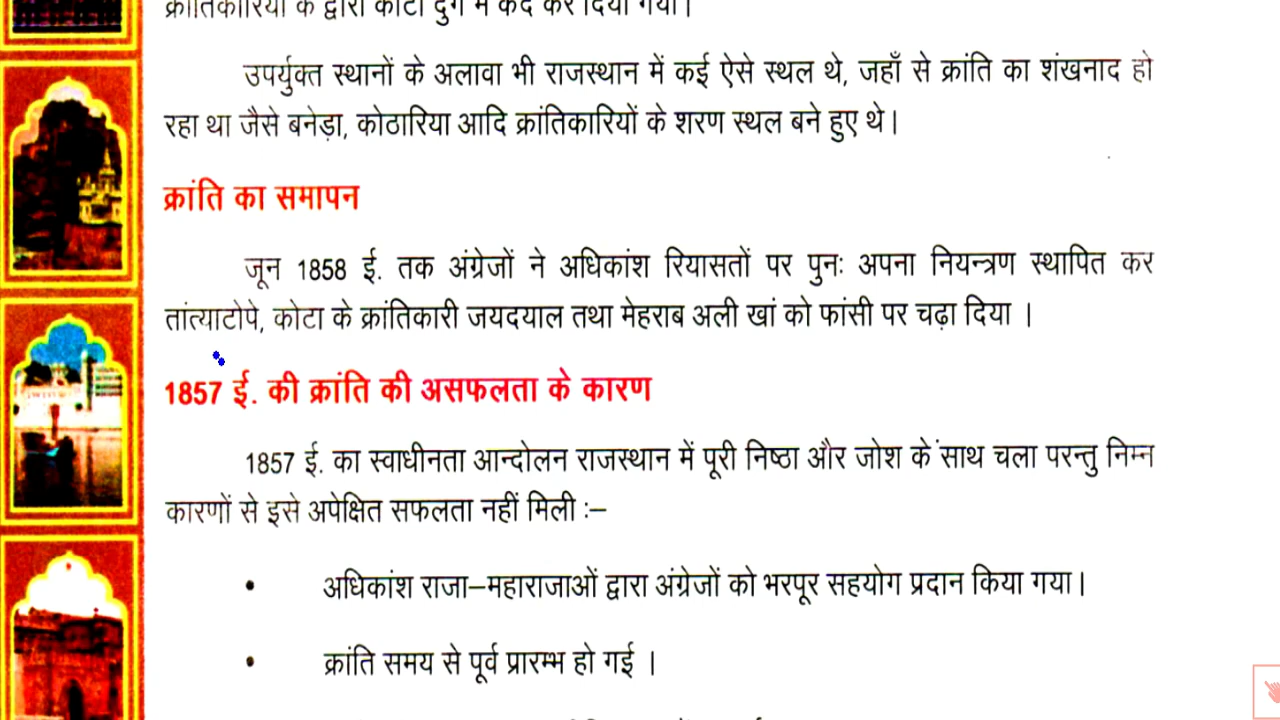 क्रांतिकारियों के द्वारा कोटा दुर्ग में कैद कर दिया गया।
उपर्युक्त स्थानों के अलावा भी राजस्थान में कई ऐसे स्थल थे, जहाँ से क्रांति का शंखनाद हो
रहा था जैसे बनेड़ा, कोठारिया आदि क्रांतिकारियों के शरण स्थल बने हुए थे।
क्रांति का समापन
जून 1858 ई. तक अंग्रेजों ने अधिकांश रियासतों पर पुनः अपना नियन्त्रण स्थापित कर
तांत्याटोपे, कोटा के क्रांतिकारी जयदयाल तथा मेहराब अली खां को फांसी पर चढ़ा दिया ।
1857 ई. की क्रांति की असफलता के कारण
1857 ई. का स्वाधीनता आन्दोलन राजस्थान में पूरी निष्ठा और जोश के साथ चला परन्तु निम्न
कारणों से इसे अपेक्षित सफलता नहीं मिली :–
• अधिकांश राजा–महाराजाओं द्वारा अंग्रेजों को भरपूर सहयोग प्रदान किया गया।
• क्रांति समय से पूर्व प्रारम्भ हो गई ।